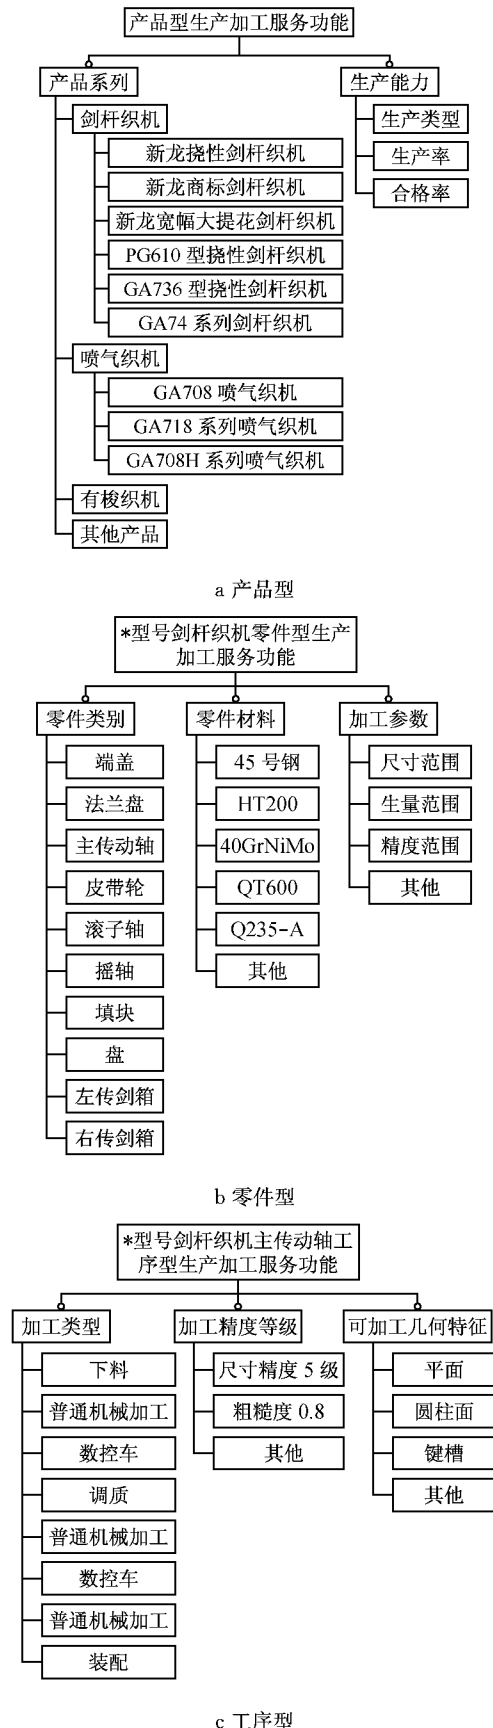 产品型生产加工服务功能
产品系列
剑杆织机
新龙挠性剑杆织机
新龙商标剑杆织机
新龙宽幅大提花剑杆织机
PG610 型挠性剑杆织机
GA736 型挠性剑杆织机
GA74 系列剑杆织机
喷气织机
GA708 喷气织机
GA718 系列喷气织机
GA708H 系列喷气织机
有梭织机
其他产品
生产能力
生产类型
生产率
合格率
a 产品型
*型号剑杆织机零件型生产
加工服务功能
零件类别
端盖
法兰盘
主传动轴
皮带轮
滚子轴
摇轴
填块
盘
左传剑箱
右传剑箱
零件材料
45 号钢
HT200
40GrNiMo
QT600
Q235-A
其他
加工参数
尺寸范围
生量范围
精度范围
其他
b 零件型
*型号剑杆织机主传动轴工
序型生产加工服务功能
加工类型
下料
普通机械加工
数控车
调质
普通机械加工
数控车
普通机械加工
装配
加工精度等级
尺寸精度 5 级
粗糙度 0.8
其他
可加工几何特征
平面
圆柱面
键槽
其他
c 工序型